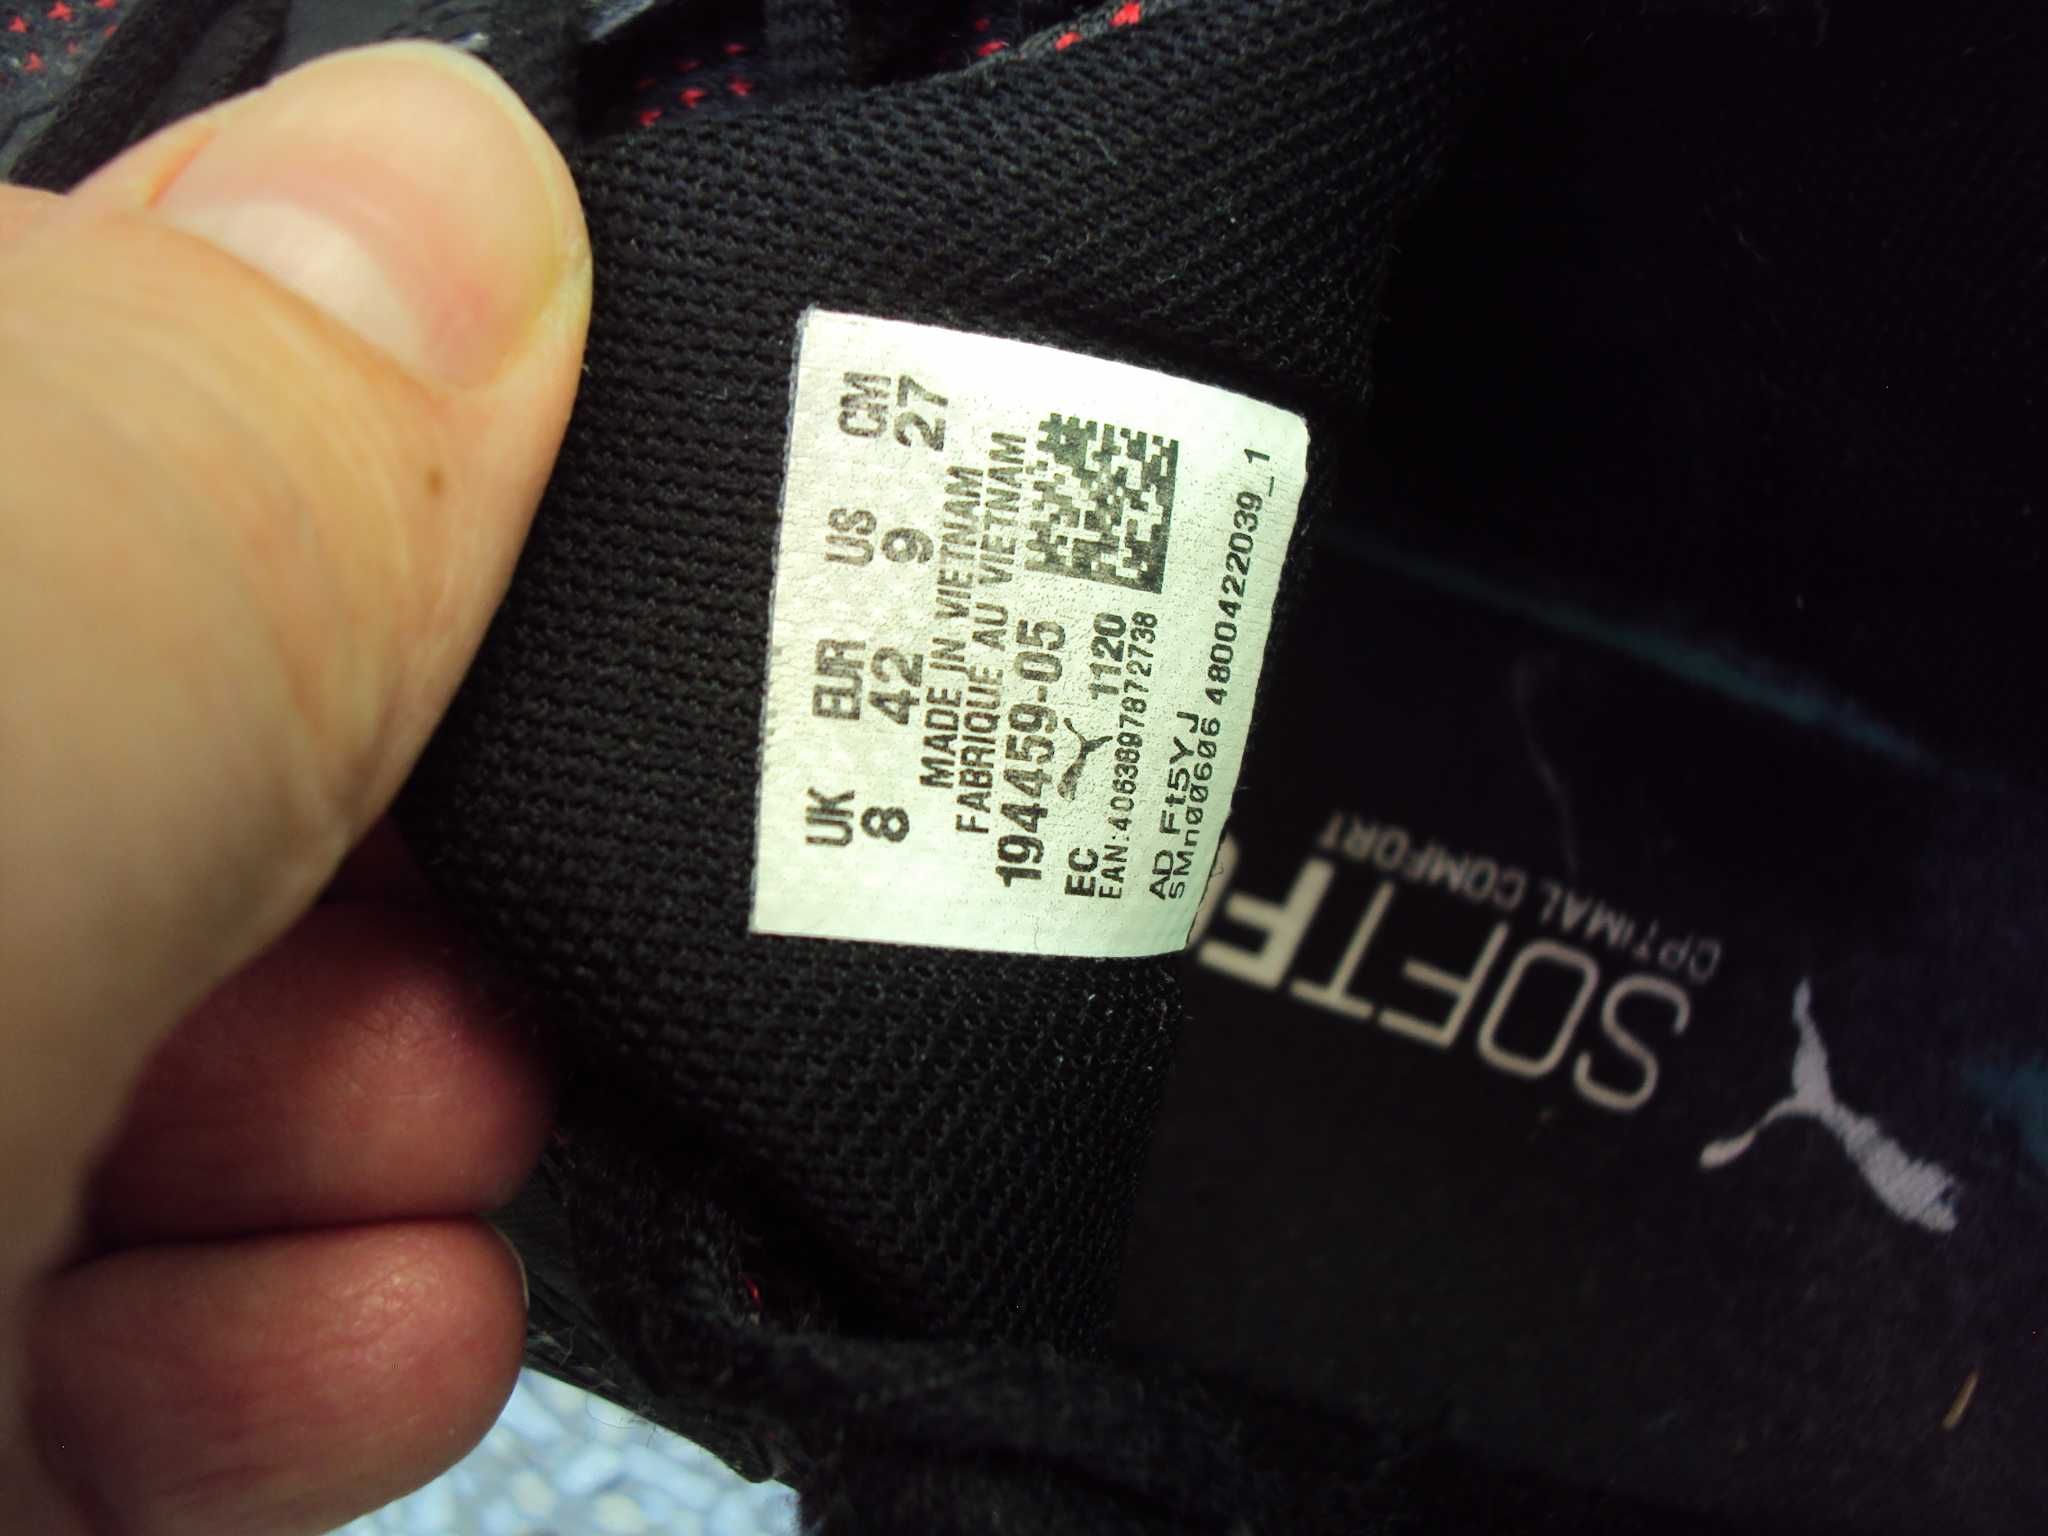 UK EUR US CM
8 42 9 27
MADE IN VIETNAM
FABRIQUE AU VIETNAM
194459-05
EC 1120
EAN:4063697872738
AD Ft5YJ
SMn00606 4800422039_1
SOFTF
OPTIMAL COMFORT